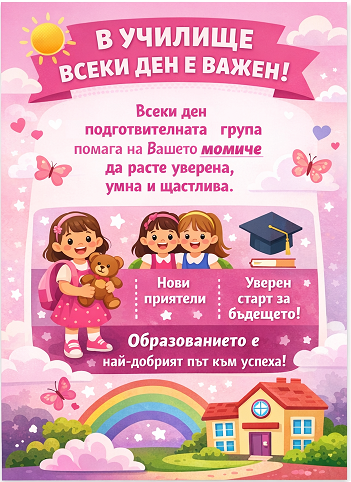 В УЧИЛИЩЕ
ВСЕКИ ДЕН Е ВАЖЕН!
Всеки ден
подготвителната група
помага на Вашето момиче
да расте уверена,
умна и щастлива.
Нови
приятели
Уверен
старт за
бъдещето!
Образованието е
най-добрият път към успеха!